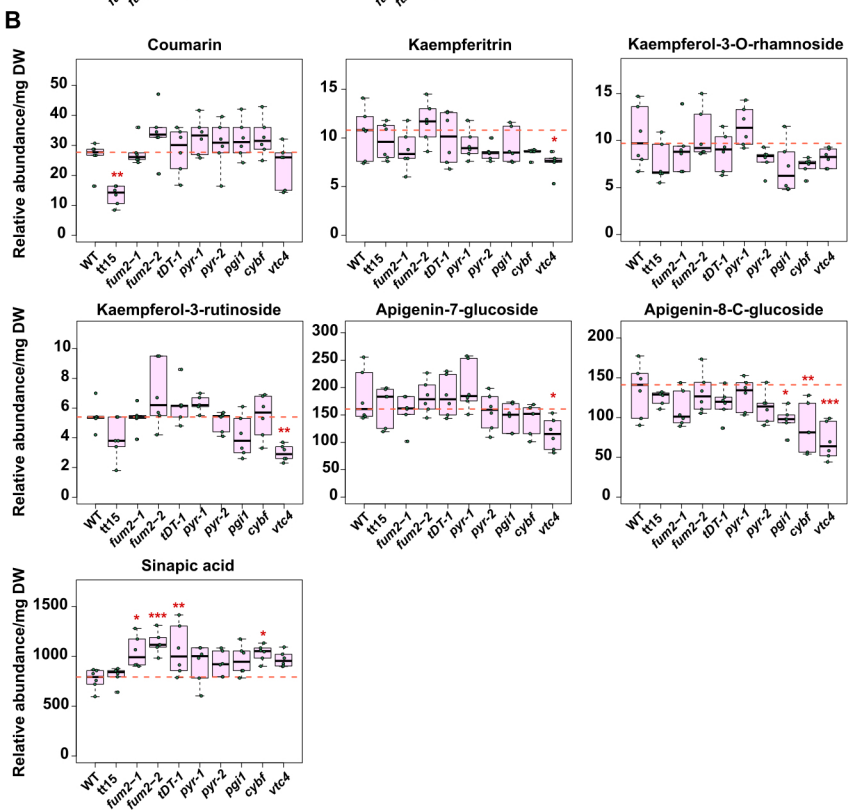 B
Coumarin
Kaempferitrin
Kaempferol-3-O-rhamnoside
Relative abundance/mg DW
50
40
30
20
10
0
**
WT
tt15
fum2-1
fum2-2
tDT-1
pyr-1
pyr-2
pgi1
cybf
vtc4
15
10
5
0
*
WT
tt15
fum2-1
fum2-2
tDT-1
pyr-1
pyr-2
pgi1
cybf
vtc4
15
10
5
0
WT
tt15
fum2-1
fum2-2
tDT-1
pyr-1
pyr-2
pgi1
cybf
vtc4
Kaempferol-3-rutinoside
Apigenin-7-glucoside
Apigenin-8-C-glucoside
Relative abundance/mg DW
10
8
6
4
2
0
**
WT
tt15
fum2-1
fum2-2
tDT-1
pyr-1
pyr-2
pgi1
cybf
vtc4
300
250
200
150
100
50
0
*
WT
tt15
fum2-1
fum2-2
tDT-1
pyr-1
pyr-2
pgi1
cybf
vtc4
200
150
100
50
0
*
**
***
WT
tt15
fum2-1
fum2-2
tDT-1
pyr-1
pyr-2
pgi1
cybf
vtc4
Sinapic acid
Relative abundance/mg DW
1500
1000
500
0
*
***
**
*
WT
tt15
fum2-1
fum2-2
tDT-1
pyr-1
pyr-2
pgi1
cybf
vtc4